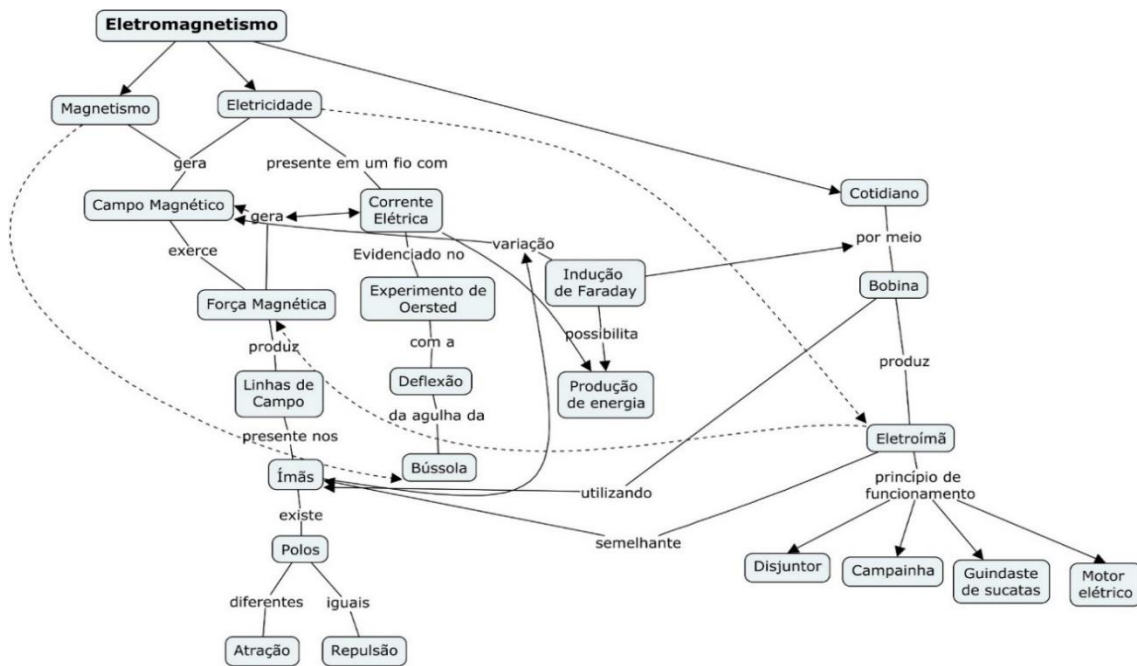 Eletromagnetismo
Magnetismo
Eletricidade
gera
presente em um fio com
Cotidiano
Campo Magnético
gera
Corrente
Elétrica
por meio
exerce
Evidenciado no
variação
Indução
de Faraday
Bobina
Força Magnética
Experimento de
Oersted
possibilita
produz
com a
produz
Linhas de
Campo
Deflexão
Produção
de energia
presente nos
da agulha da
Eletroímã
Ímãs
Bússola
utilizando
princípio de
funcionamento
existe
semelhante
Polos
Disjuntor
Campainha
Guindaste
de sucatas
Motor
elétrico
diferentes
iguais
Atração
Repulsão